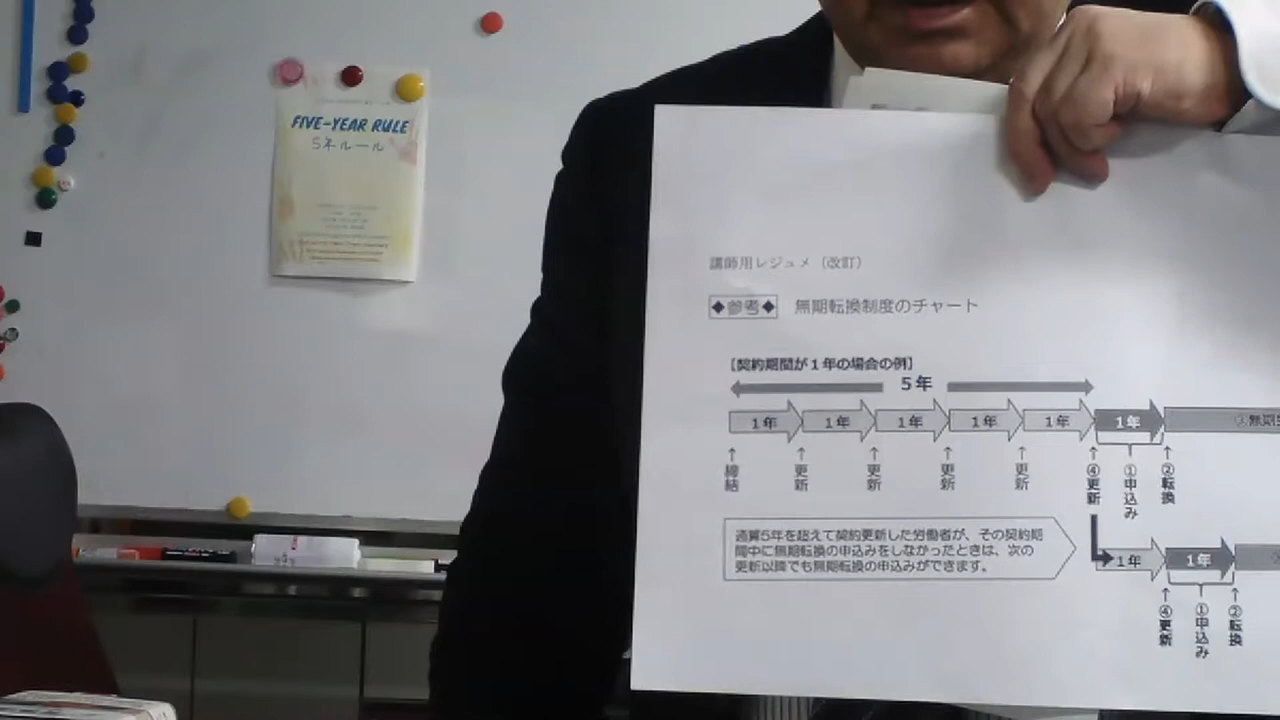 FIVE-YEAR RULE
5年ルール
講師用レジュメ（改訂）
◆参考◆ 無期転換制度のチャート
【契約期間が1年の場合の例】
5年
1年 1年 1年 1年 1年 1年 無期
↑締結 ↑更新 ↑更新 ↑更新 ↑更新 ↑④更新 ①申込み ↑②転換
通算5年を超えて契約更新した労働者が、その契約期
間中に無期転換の申込みをしなかったときは、次の
更新以降でも無期転換の申込みができます。
1年 1年
↑④更新 ↑①申込み ↑②転換